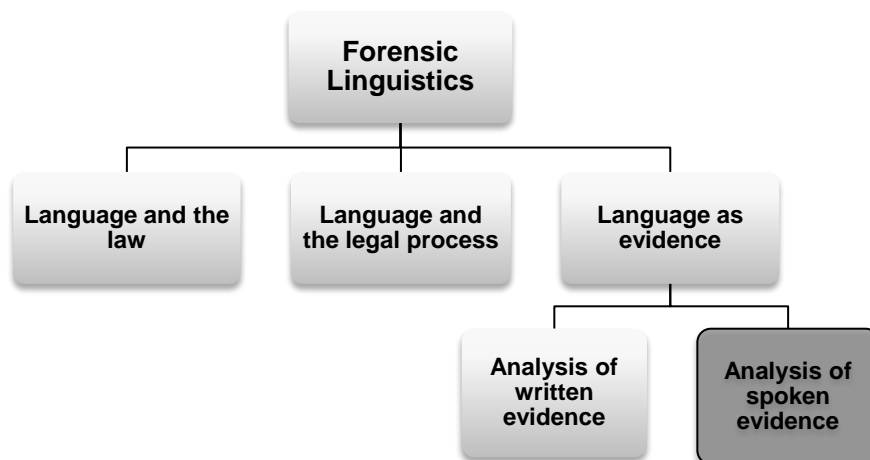 Forensic
Linguistics
Language and the
law
Language and
the legal process
Language as
evidence
Analysis of
written
evidence
Analysis of
spoken
evidence